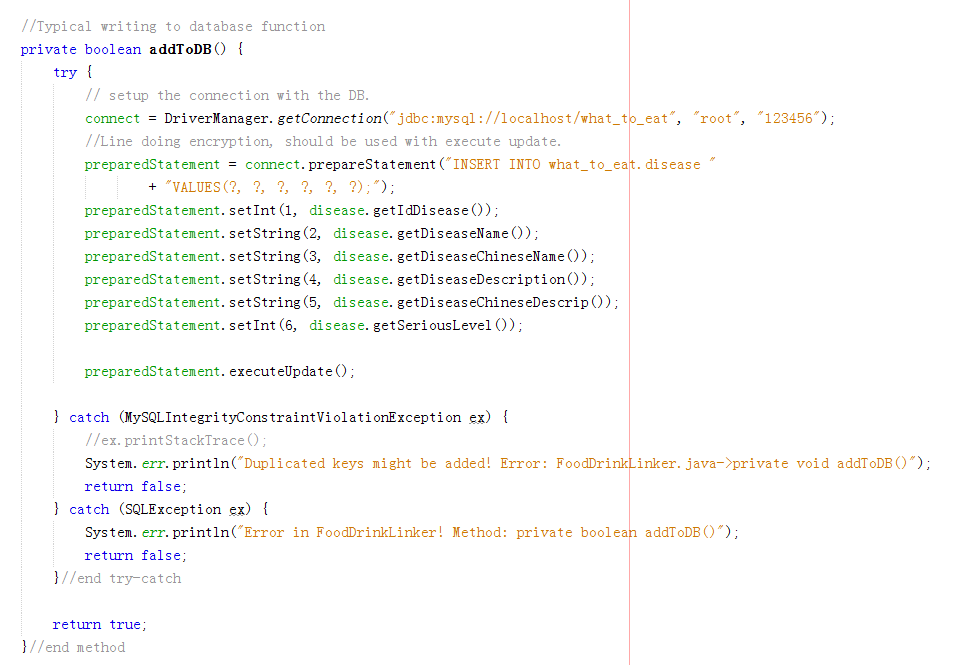 //Typical writing to database function
private boolean addToDB() {
try {
// setup the connection with the DB.
connect = DriverManager.getConnection("jdbc:mysql://localhost/what_to_eat", "root", "123456");
//Line doing encryption, should be used with execute update.
preparedStatement = connect.prepareStatement("INSERT INTO what_to_eat.disease "
+ "VALUES(?, ?, ?, ?, ?, ?);");
preparedStatement.setInt(1, disease.getIdDisease());
preparedStatement.setString(2, disease.getDiseaseName());
preparedStatement.setString(3, disease.getDiseaseChineseName());
preparedStatement.setString(4, disease.getDiseaseDescription());
preparedStatement.setString(5, disease.getDiseaseChineseDescrip());
preparedStatement.setInt(6, disease.getSeriousLevel());
preparedStatement.executeUpdate();
} catch (MySQLIntegrityConstraintViolationException ex) {
//ex.printStackTrace();
System.err.println("Duplicated keys might be added! Error: FoodDrinkLinker.java->private void addToDB()");
return false;
} catch (SQLException ex) {
System.err.println("Error in FoodDrinkLinker! Method: private boolean addToDB()");
return false;
}//end try-catch
return true;
}//end method